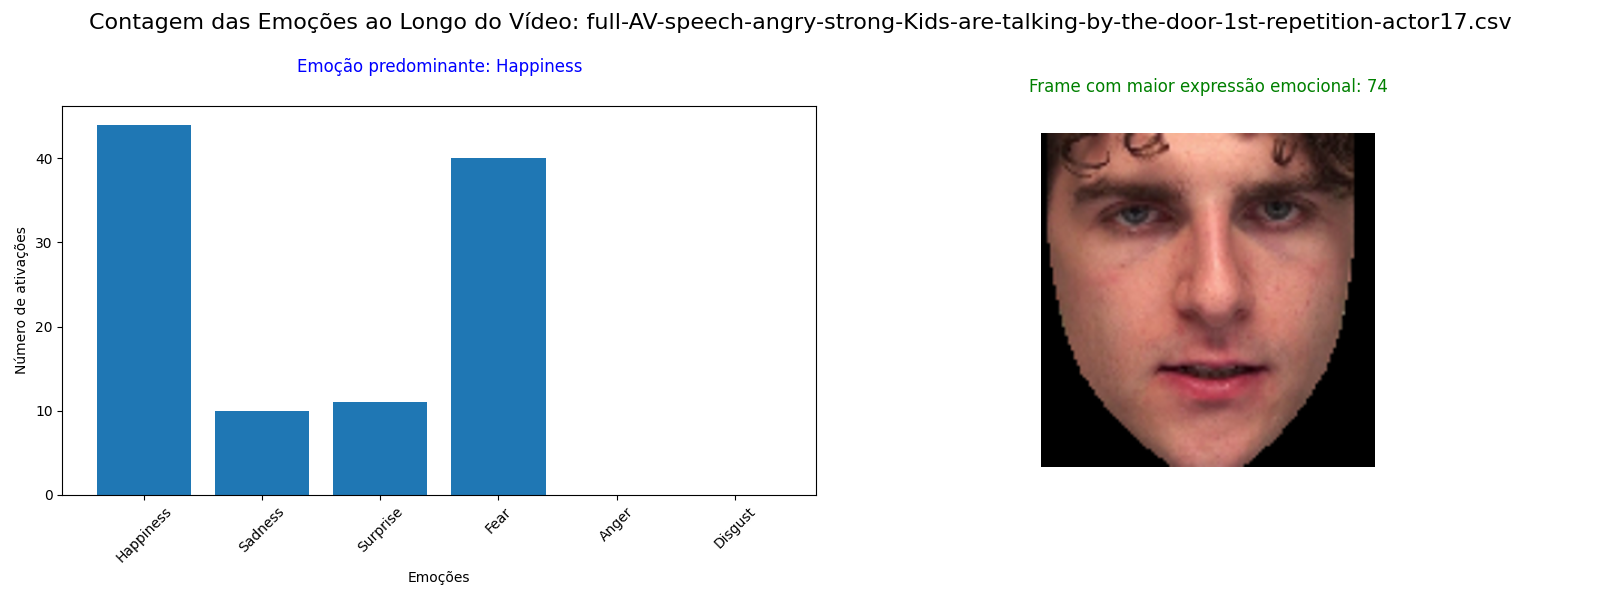 Contagem das Emoções ao Longo do Vídeo: full-AV-speech-angry-strong-Kids-are-talking-by-the-door-1st-repetition-actor17.csv
Emoção predominante: Happiness
Número de ativações
40
30
20
10
0
Happiness
Sadness
Surprise
Fear
Anger
Disgust
Emoções
Frame com maior expressão emocional: 74